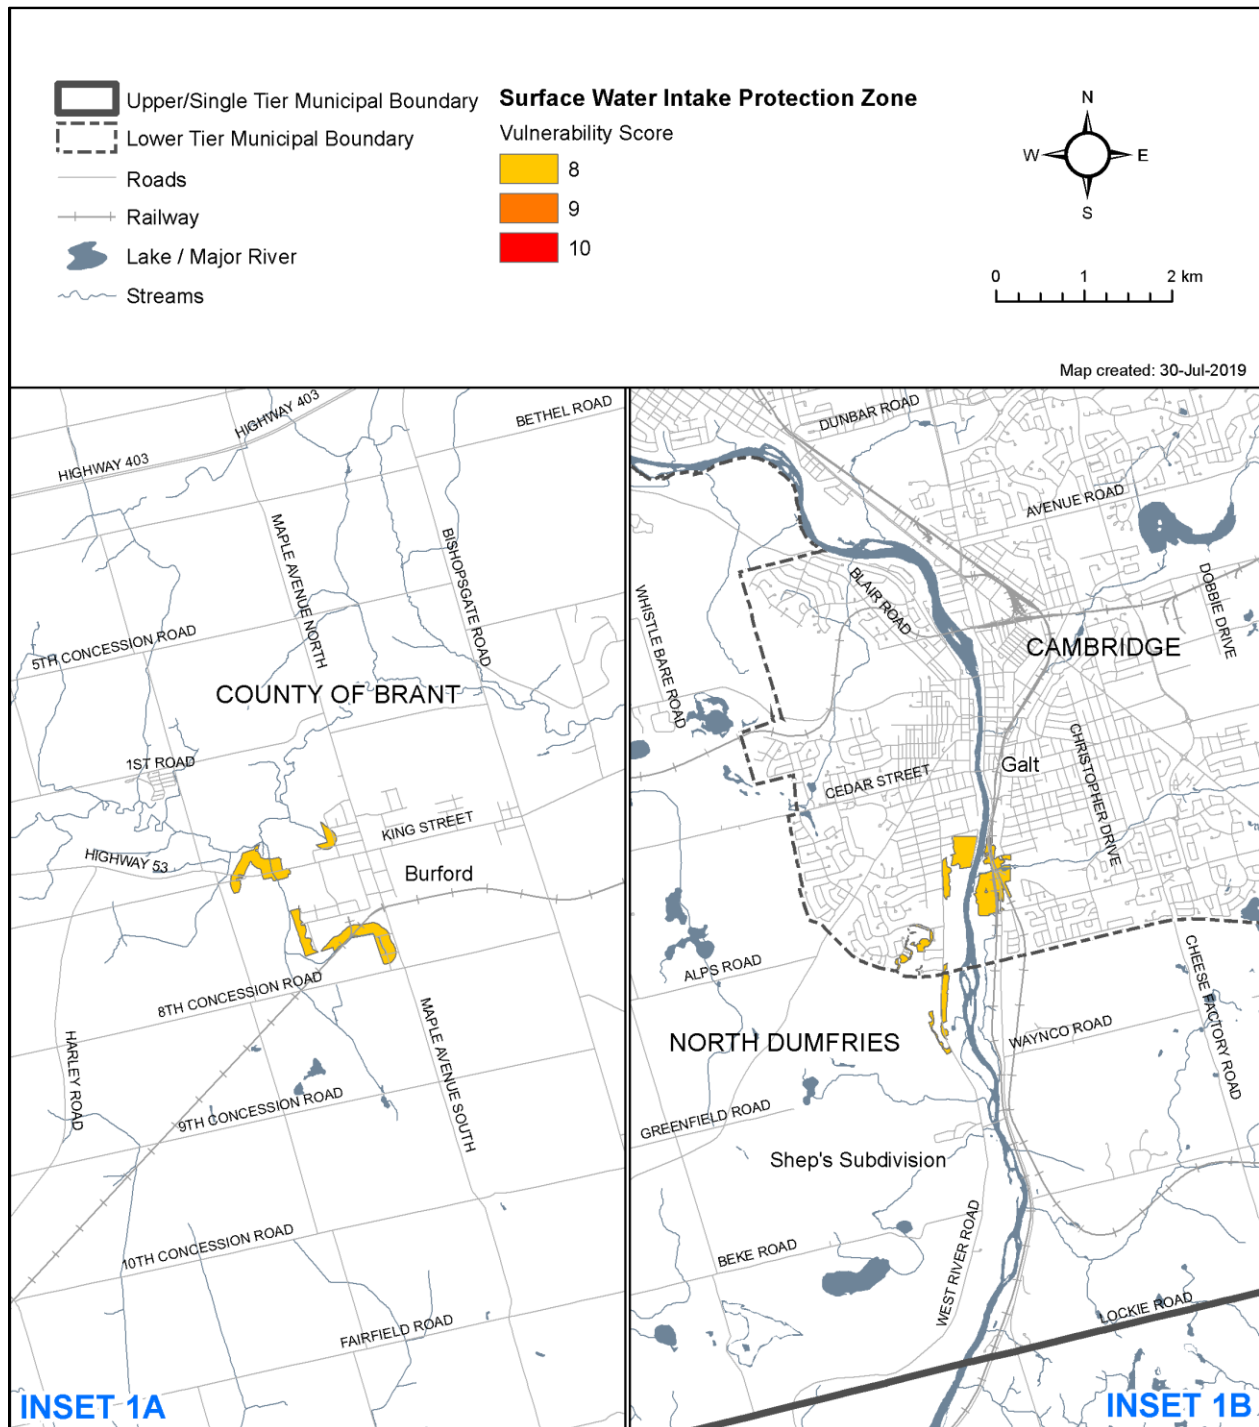 Upper/Single Tier Municipal Boundary
Lower Tier Municipal Boundary
Roads
Railway
Lake / Major River
Streams
Surface Water Intake Protection Zone
Vulnerability Score
8
9
10
N
W
E
S
0
1
2 km
Map created: 30-Jul-2019
HIGHWAY 403
HIGHWAY 403
BETHEL ROAD
MAPLE AVENUE NORTH
BISHOPSGATE ROAD
5TH CONCESSION ROAD
COUNTY OF BRANT
1ST ROAD
KING STREET
HIGHWAY 53
Burford
8TH CONCESSION ROAD
HARLEY ROAD
MAPLE AVENUE SOUTH
9TH CONCESSION ROAD
10TH CONCESSION ROAD
FAIRFIELD ROAD
INSET 1A
DUNBAR ROAD
AVENUE ROAD
BLAIR ROAD
WHISTLE BARE ROAD
DOBBIE DRIVE
CAMBRIDGE
CHRISTOPHER DRIVE
Galt
CEDAR STREET
ALPS ROAD
CHEESE FACTORY ROAD
NORTH DUMFRIES
WAYNCO ROAD
GREENFIELD ROAD
Shep's Subdivision
BEKE ROAD
WEST RIVER ROAD
LOCKIE ROAD
INSET 1B